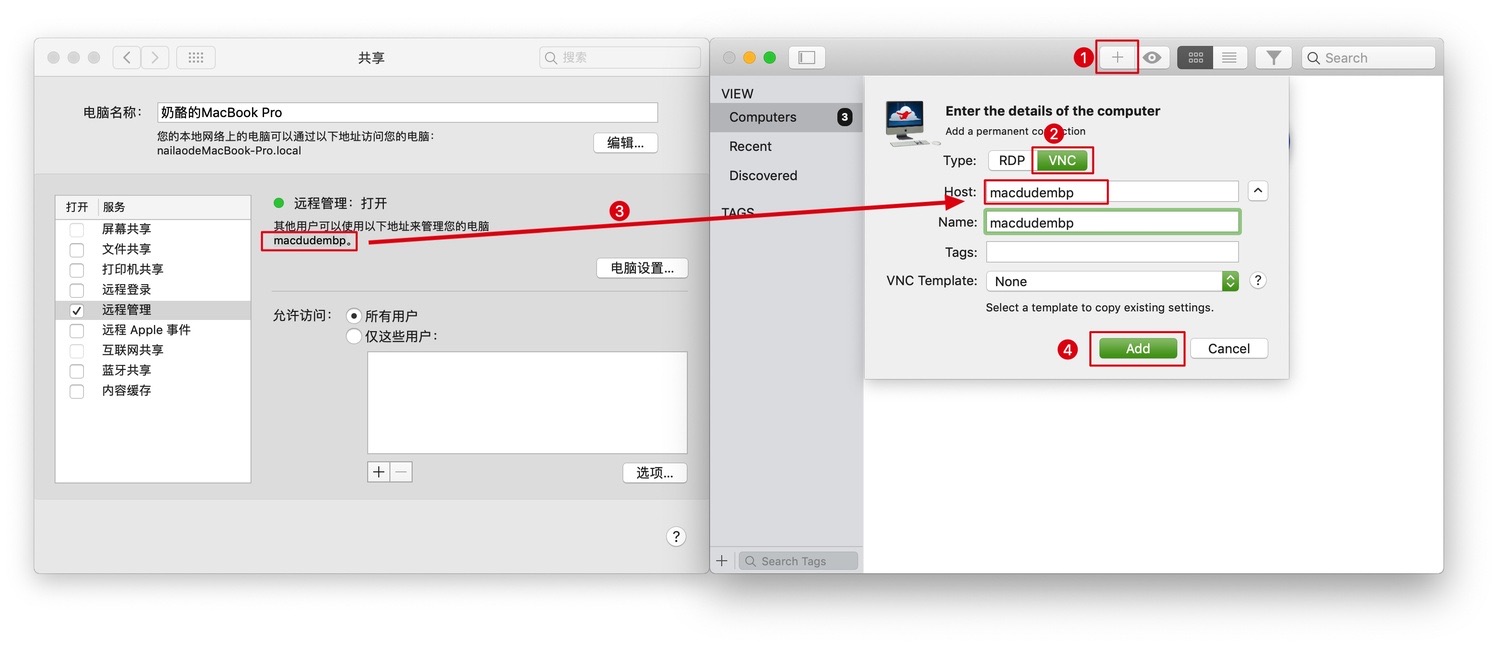 共享
搜索
电脑名称：
奶酪的MacBook Pro
您的本地网络上的电脑可以通过以下地址访问您的电脑：
nailaodeMacBook-Pro.local
编辑...
打开 服务
屏幕共享
文件共享
打印机共享
远程登录
远程管理
远程 Apple 事件
互联网共享
蓝牙共享
内容缓存
远程管理：打开
其他用户可以使用以下地址来管理您的电脑
macdudembp。
电脑设置...
允许访问：
所有用户
仅这些用户：
选项...
?
3
1
Search
VIEW
Computers 3
Recent
Discovered
TAGS
Search Tags
Enter the details of the computer
Add a permanent co ction
2
Type: RDP VNC
Host: macdudembp
Name: macdudembp
Tags:
VNC Template: None ?
Select a template to copy existing settings.
4
Add Cancel